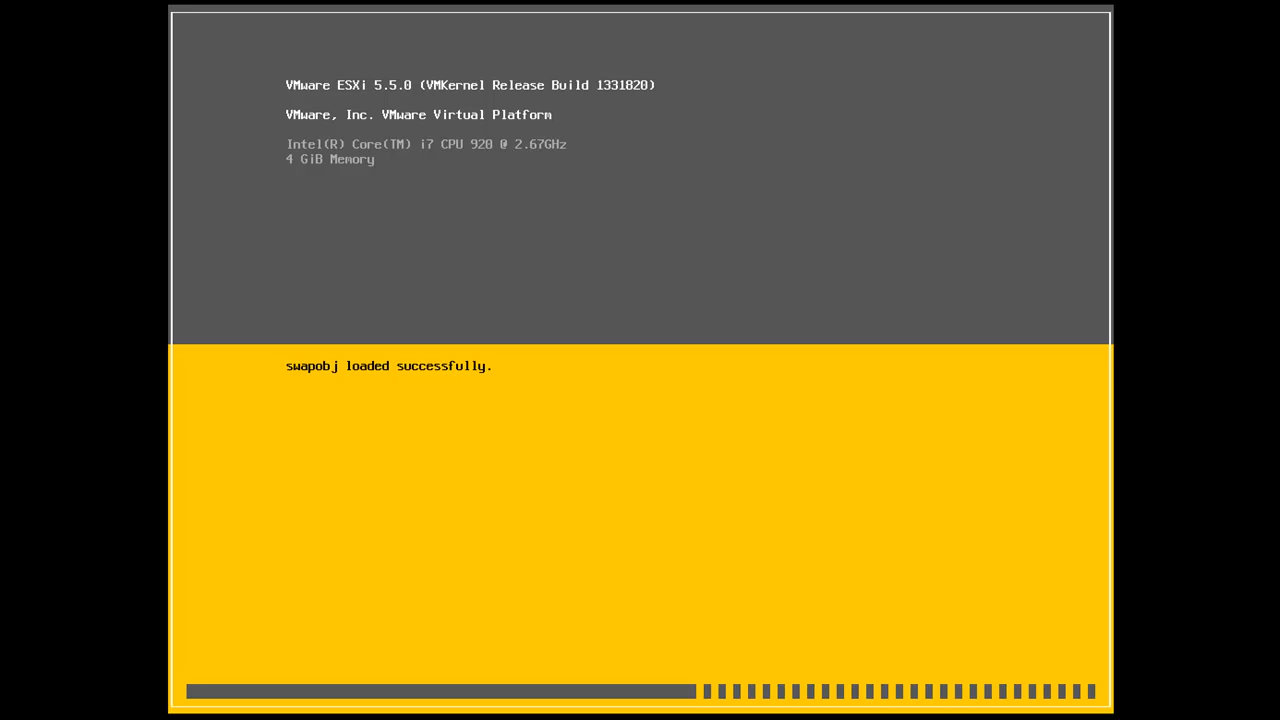 VMware ESXi 5.5.0 (VMKernel Release Build 1331820)
VMware, Inc. VMware Virtual Platform
Intel(R) Core(TM) i7 CPU 920 @ 2.67GHz
4 GiB Memory
swapobj loaded successfully.